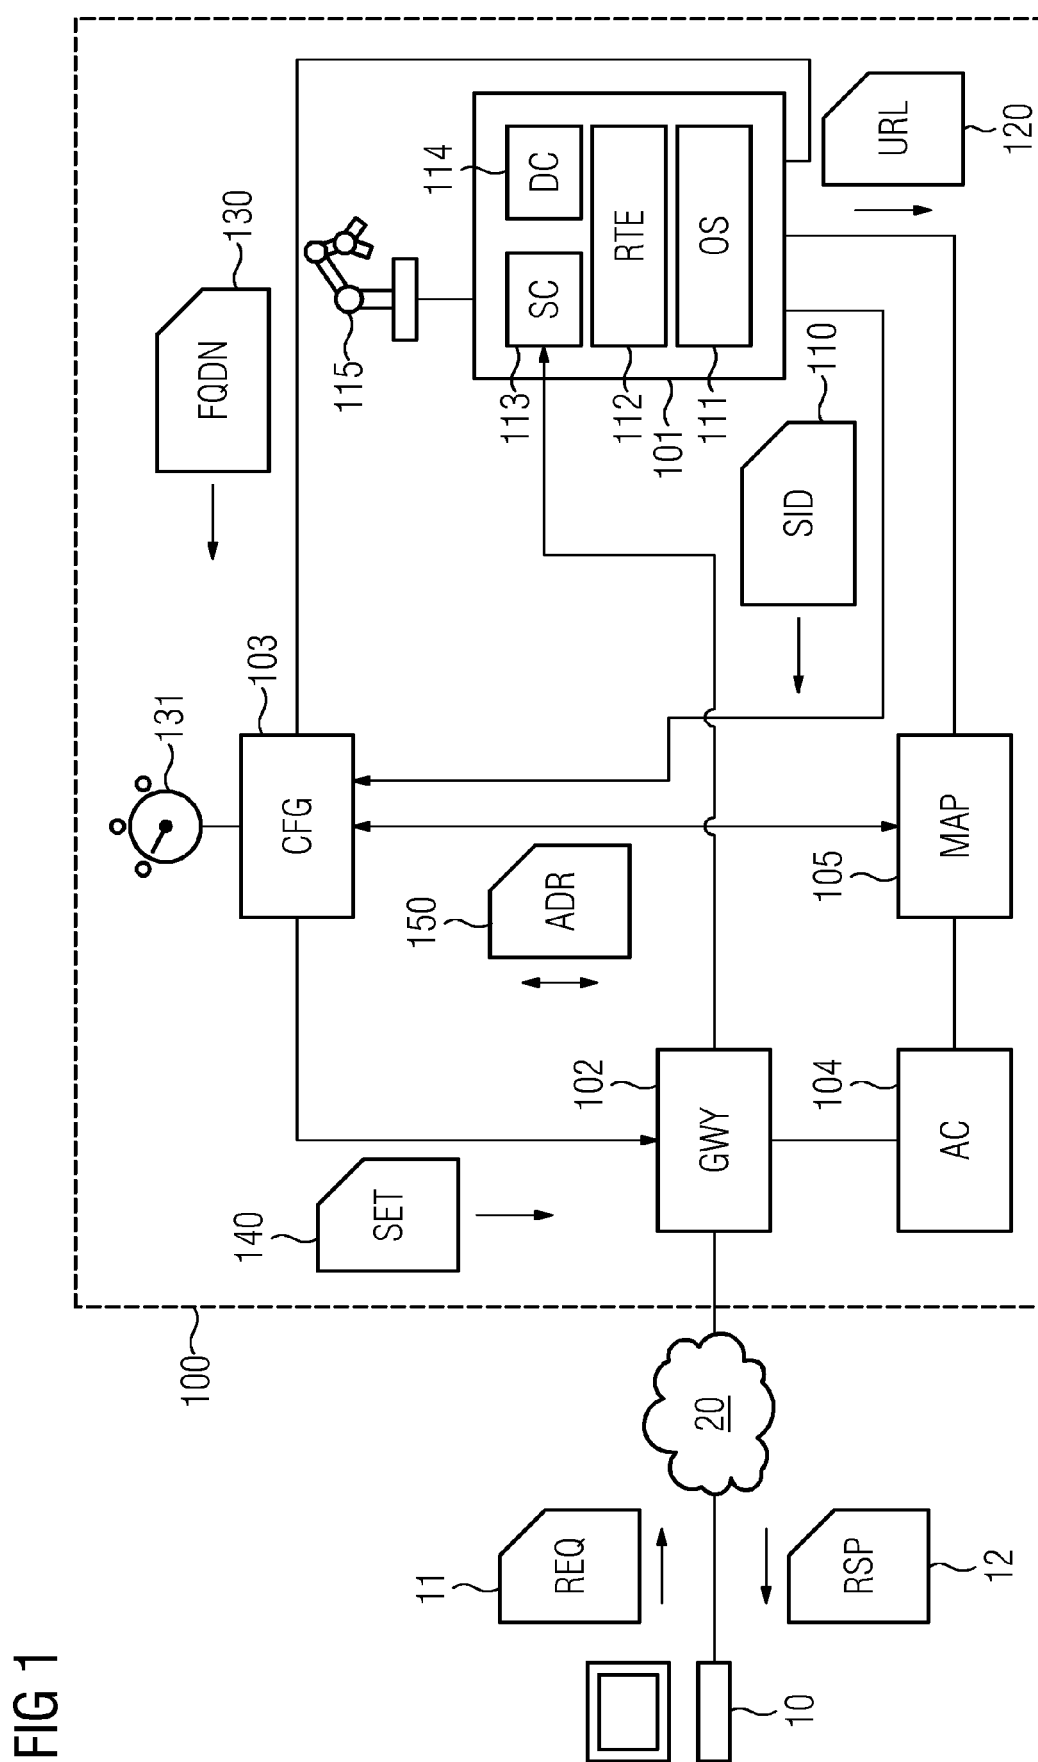 FIG 1
100
140
SET
131
103
CFG
FQDN
130
115
114
DC
SC
113
RTE
112
101
OS
111
URL
120
110
SID
150
ADR
102
GWY
104
AC
105
MAP
20
11
REQ
RSP
12
10